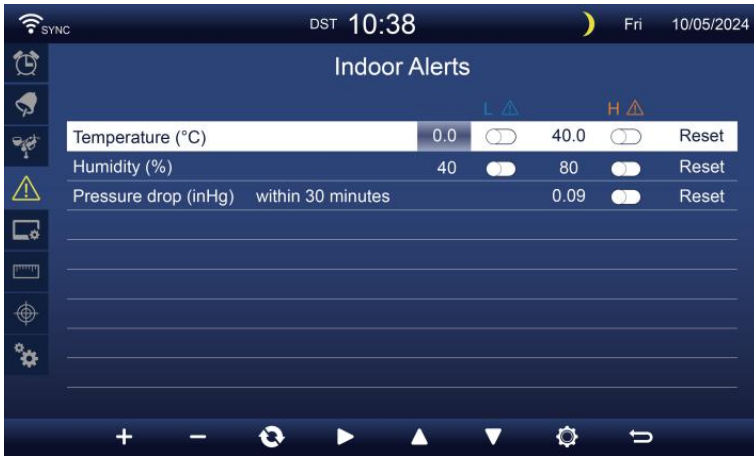 SYNC DST 10:38 Fri 10/05/2024
Indoor Alerts
L H
Temperature (°C) 0.0 40.0 Reset
Humidity (%) 40 80 Reset
Pressure drop (inHg) within 30 minutes 0.09 Reset